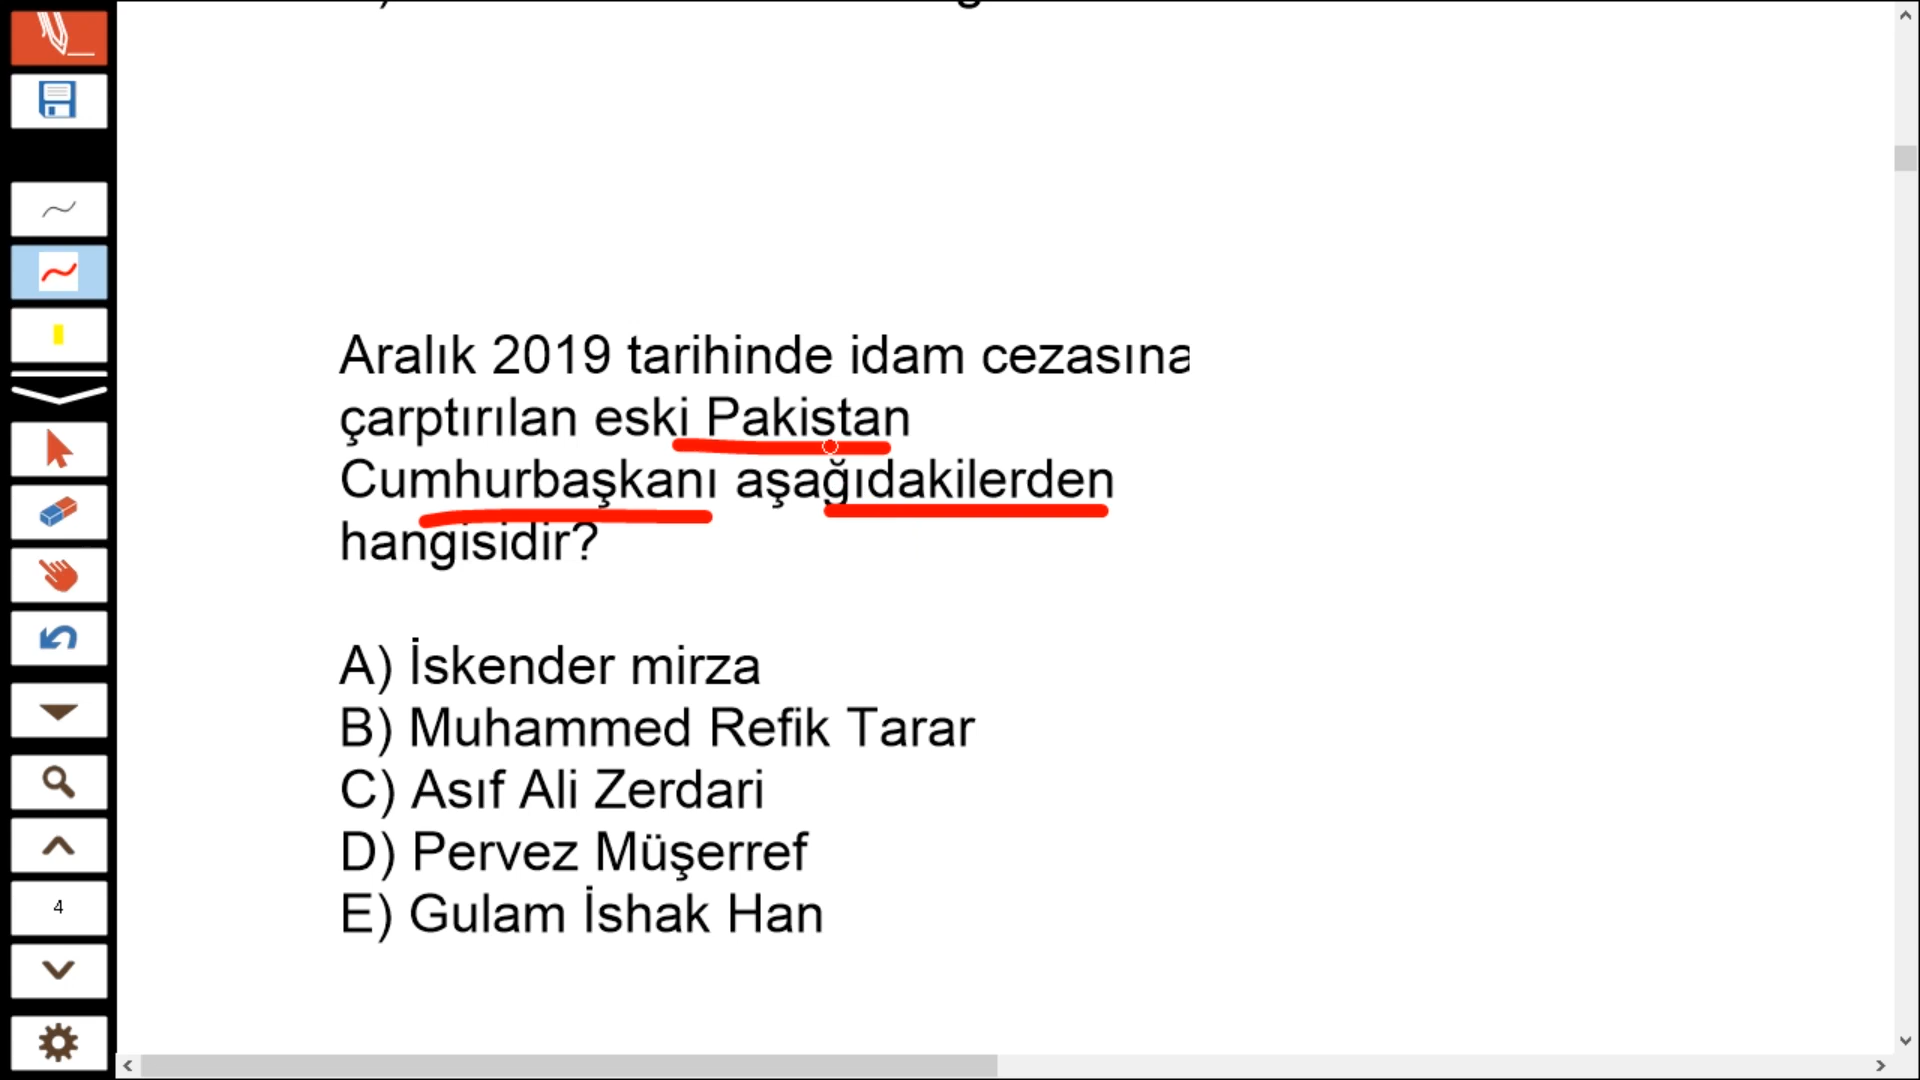 Aralık 2019 tarihinde idam cezasına
çarptırılan eski Pakistan
Cumhurbaşkanı aşağıdakilerden
hangisidir?
A) İskender mirza
B) Muhammed Refik Tarar
C) Asıf Ali Zerdari
D) Pervez Müşerref
E) Gulam İshak Han
4